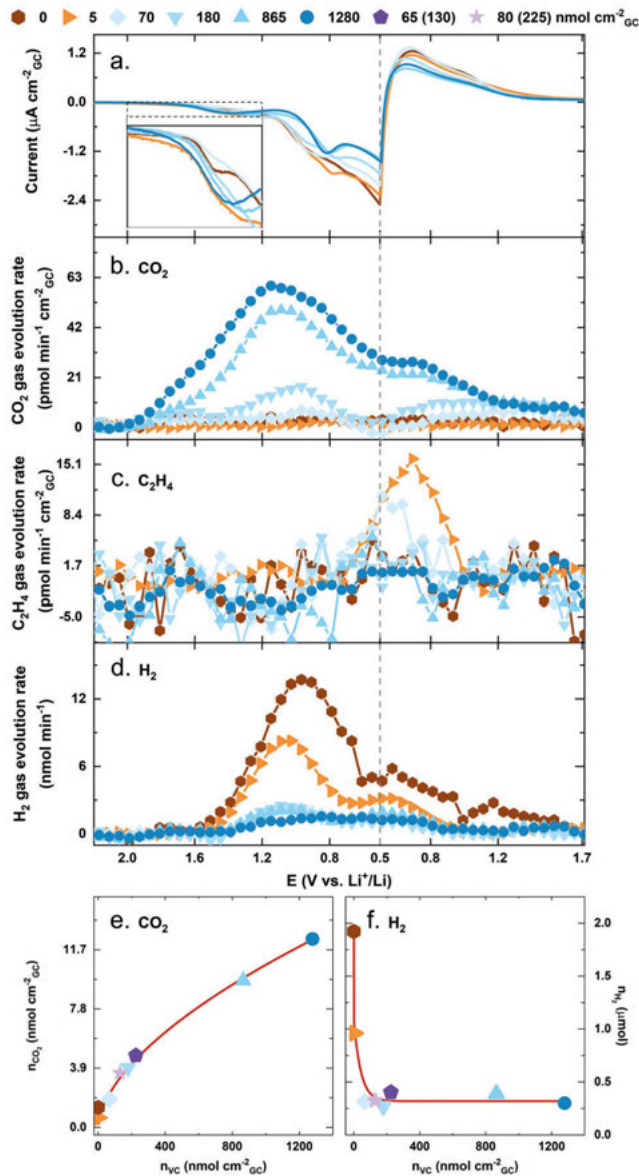 0 5 70 180 865 1280 65 (130) 80 (225) nmol cm⁻²GC
a.
1.2
0.0
-1.2
-2.4
Current (μA cm⁻²GC)
b. CO₂
63
42
21
0
CO₂ gas evolution rate
(pmol min⁻¹ cm⁻²GC)
c. C₂H₄
15.1
8.4
1.7
-5.0
C₂H₄ gas evolution rate
(pmol min⁻¹ cm⁻²GC)
d. H₂
12
6
0
H₂ gas evolution rate
(nmol min⁻¹)
2.0 1.6 1.2 0.8 0.5 0.8 1.2 1.7
E (V vs. Li⁺/Li)
e. CO₂
11.7
7.8
3.9
0.0
nCO₂ (nmol cm⁻²GC)
0 400 800 1200
nVC (nmol cm⁻²GC)
f. H₂
2.0
1.5
1.0
0.5
0.0
nH₂ (μmol)
0 400 800 1200
nVC (nmol cm⁻²GC)